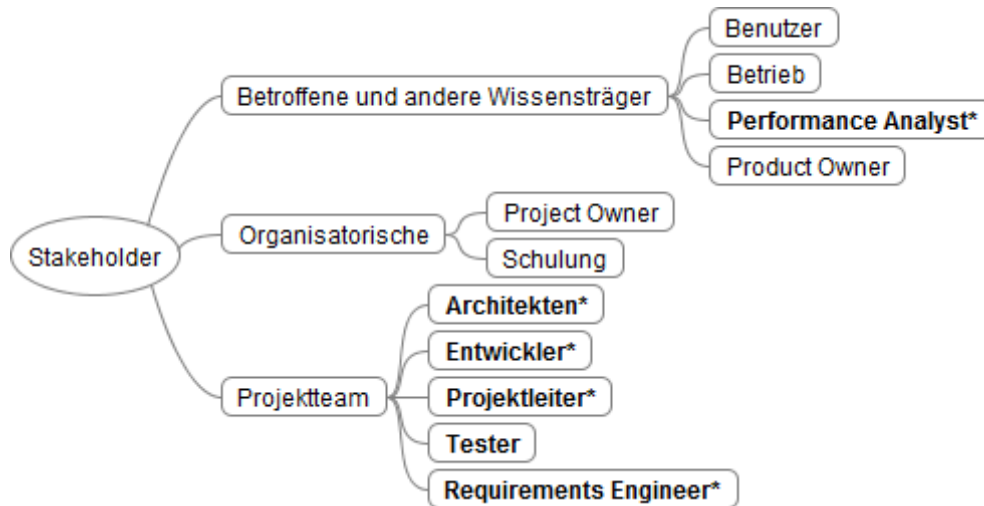 Stakeholder
Betroffene und andere Wissensträger
Benutzer
Betrieb
Performance Analyst*
Product Owner
Organisatorische
Project Owner
Schulung
Projektteam
Architekten*
Entwickler*
Projektleiter*
Tester
Requirements Engineer*